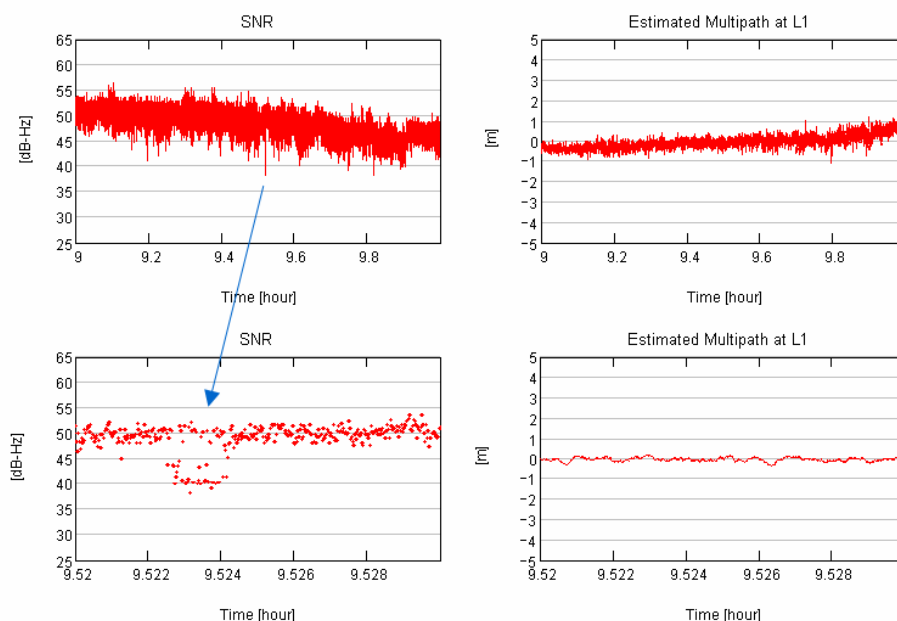 SNR
65
60
55
50
45
40
35
30
25
[dB-Hz]
9 9.2 9.4 9.6 9.8
Time [hour]
Estimated Multipath at L1
5
4
3
2
1
0
-1
-2
-3
-4
-5
[m]
9 9.2 9.4 9.6 9.8
Time [hour]
SNR
65
60
55
50
45
40
35
30
25
[dB-Hz]
9.52 9.522 9.524 9.526 9.528
Time [hour]
Estimated Multipath at L1
5
4
3
2
1
0
-1
-2
-3
-4
-5
[m]
9.52 9.522 9.524 9.526 9.528
Time [hour]